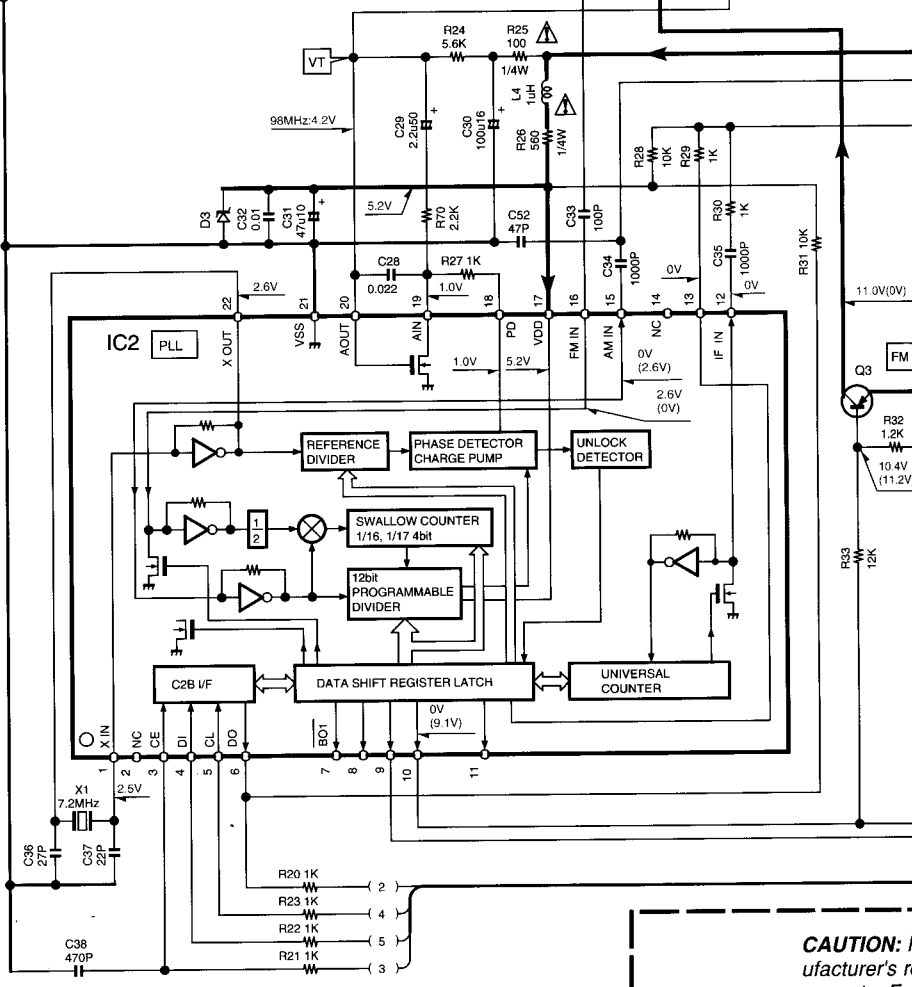 R24
5.6K
R25
100
1/4W
VT
L4
1uH
98MHz:4.2V
C29
2.2u50
+
C30
100u16
+
R26
560
1/4W
R28
10K
R29
1K
D3
C32
0.01
C31
47u10
+
5.2V
R70
2.2K
C52
47P
C33
100P
R30
1K
C34
1000P
C35
1000P
R31 10K
C28
0.022
R27 1K
2.6V
1.0V
0V
0V
11.0V(0V)
22
21
20
19
18
17
16
15
14
13
12
IC2
PLL
X OUT
VSS
AOUT
AIN
PD
VDD
FM IN
AM IN
NC
IF IN
1.0V
5.2V
0V
(2.6V)
2.6V
(0V)
FM
Q3
R32
1.2K
10.4V
(11.2V
R33
12K
REFERENCE
DIVIDER
PHASE DETECTOR
CHARGE PUMP
UNLOCK
DETECTOR
1
2
SWALLOW COUNTER
1/16, 1/17 4bit
12bit
PROGRAMMABLE
DIVIDER
C2B I/F
DATA SHIFT REGISTER LATCH
UNIVERSAL
COUNTER
0V
(9.1V)
X IN
NC
CE
DI
CL
DO
BO1
1
2
3
4
5
6
7
8
9
10
11
X1
7.2MHz
2.5V
C36
27P
C37
22P
R20 1K
( 2 )
R23 1K
( 4 )
R22 1K
( 5 )
R21 1K
( 3 )
C38
470P
CAUTION:
ufacturer's